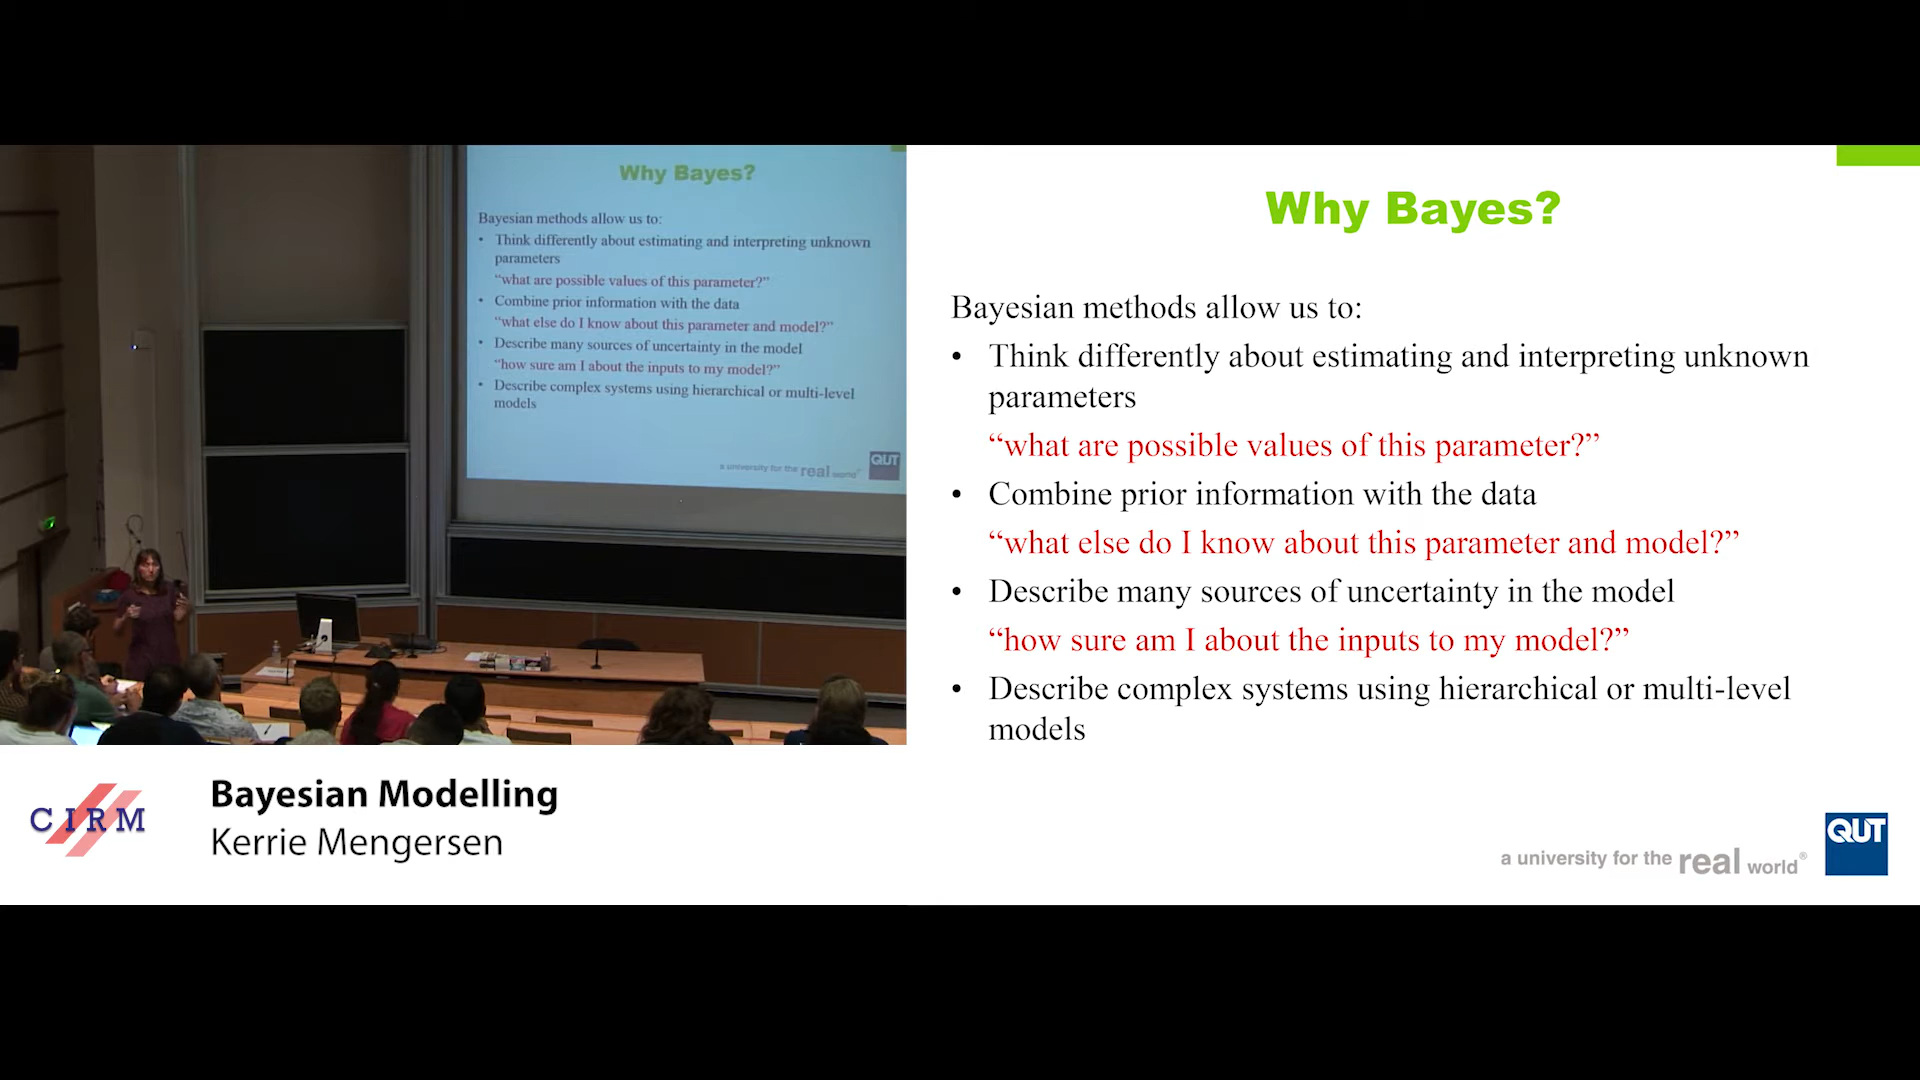 Why Bayes?
Bayesian methods allow us to:
• Think differently about estimating and interpreting unknown
parameters
“what are possible values of this parameter?”
• Combine prior information with the data
“what else do I know about this parameter and model?”
• Describe many sources of uncertainty in the model
“how sure am I about the inputs to my model?”
• Describe complex systems using hierarchical or multi-level
models
a university for the real world
QUT
Why Bayes?
Bayesian methods allow us to:
• Think differently about estimating and interpreting unknown
parameters
“what are possible values of this parameter?”
• Combine prior information with the data
“what else do I know about this parameter and model?”
• Describe many sources of uncertainty in the model
“how sure am I about the inputs to my model?”
• Describe complex systems using hierarchical or multi-level
models
a university for the real world®
QUT
CIRM
Bayesian Modelling
Kerrie Mengersen